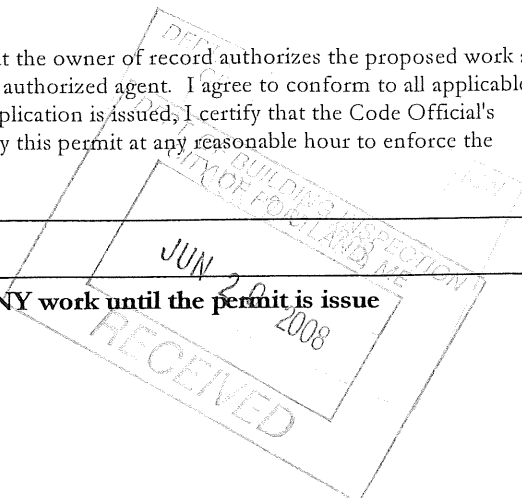 t the owner of record authorizes the proposed work
authorized agent. I agree to conform to all applicable
plication is issued, I certify that the Code Official's
y this permit at any reasonable hour to enforce the
DEPT. OF BUILDING INSPECTION
CITY OF PORTLAND, ME
JUN 20 2008
RECEIVED
NY work until the permit is issue